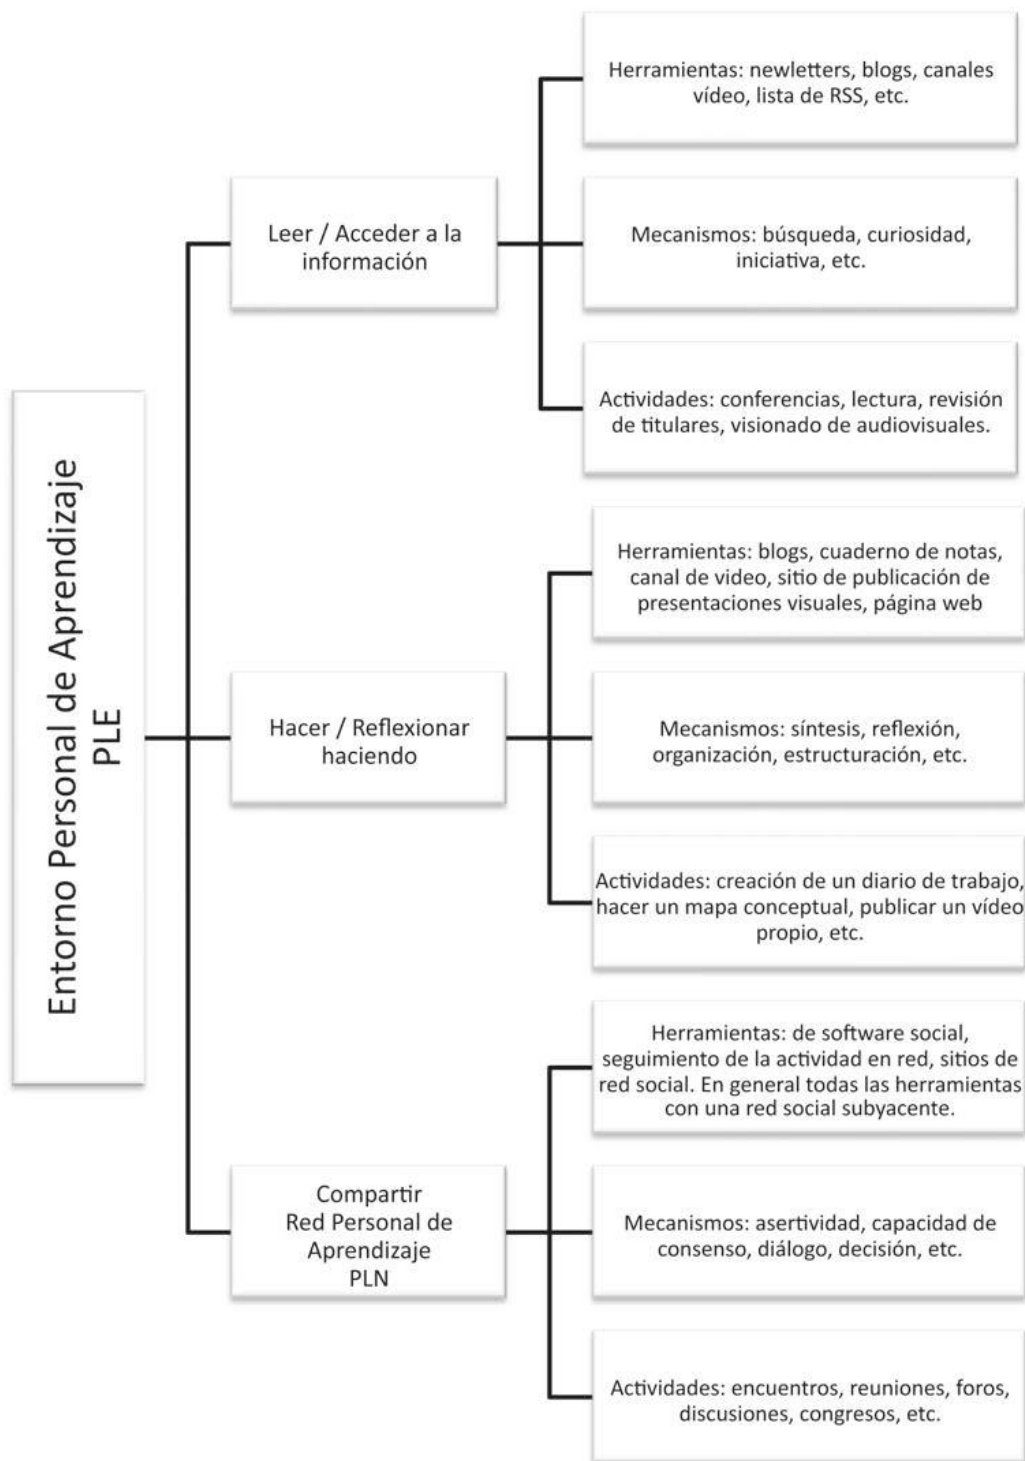 Entorno Personal de Aprendizaje
PLE
Leer / Acceder a la
información
Herramientas: newletters, blogs, canales
vídeo, lista de RSS, etc.
Mecanismos: búsqueda, curiosidad,
iniciativa, etc.
Actividades: conferencias, lectura, revisión
de titulares, visionado de audiovisuales.
Hacer / Reflexionar
haciendo
Herramientas: blogs, cuaderno de notas,
canal de video, sitio de publicación de
presentaciones visuales, página web
Mecanismos: síntesis, reflexión,
organización, estructuración, etc.
Actividades: creación de un diario de trabajo,
hacer un mapa conceptual, publicar un vídeo
propio, etc.
Compartir
Red Personal de
Aprendizaje
PLN
Herramientas: de software social,
seguimiento de la actividad en red, sitios de
red social. En general todas las herramientas
con una red social subyacente.
Mecanismos: asertividad, capacidad de
consenso, diálogo, decisión, etc.
Actividades: encuentros, reuniones, foros,
discusiones, congresos, etc.